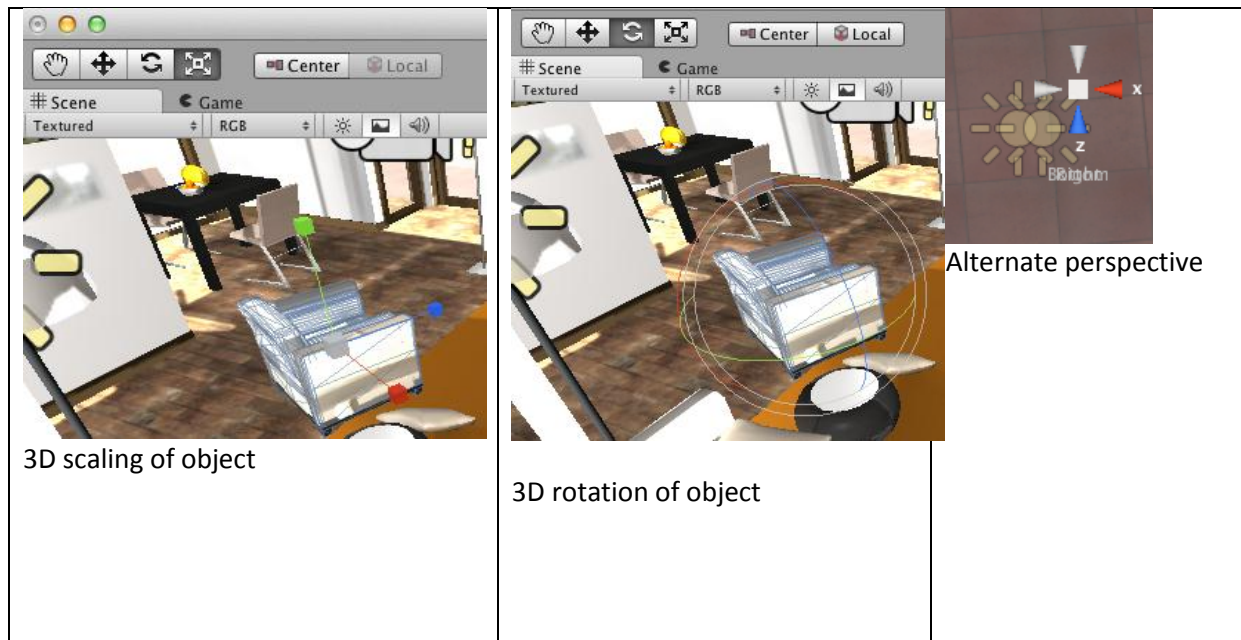 Center Local
# Scene Game
Textured RGB
3D scaling of object
Center Local
# Scene Game
Textured RGB
3D rotation of object
x
z
Alternate perspective